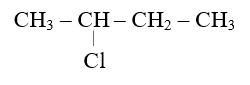 CH₃ – CH – CH₂ – CH₃
|
Cl